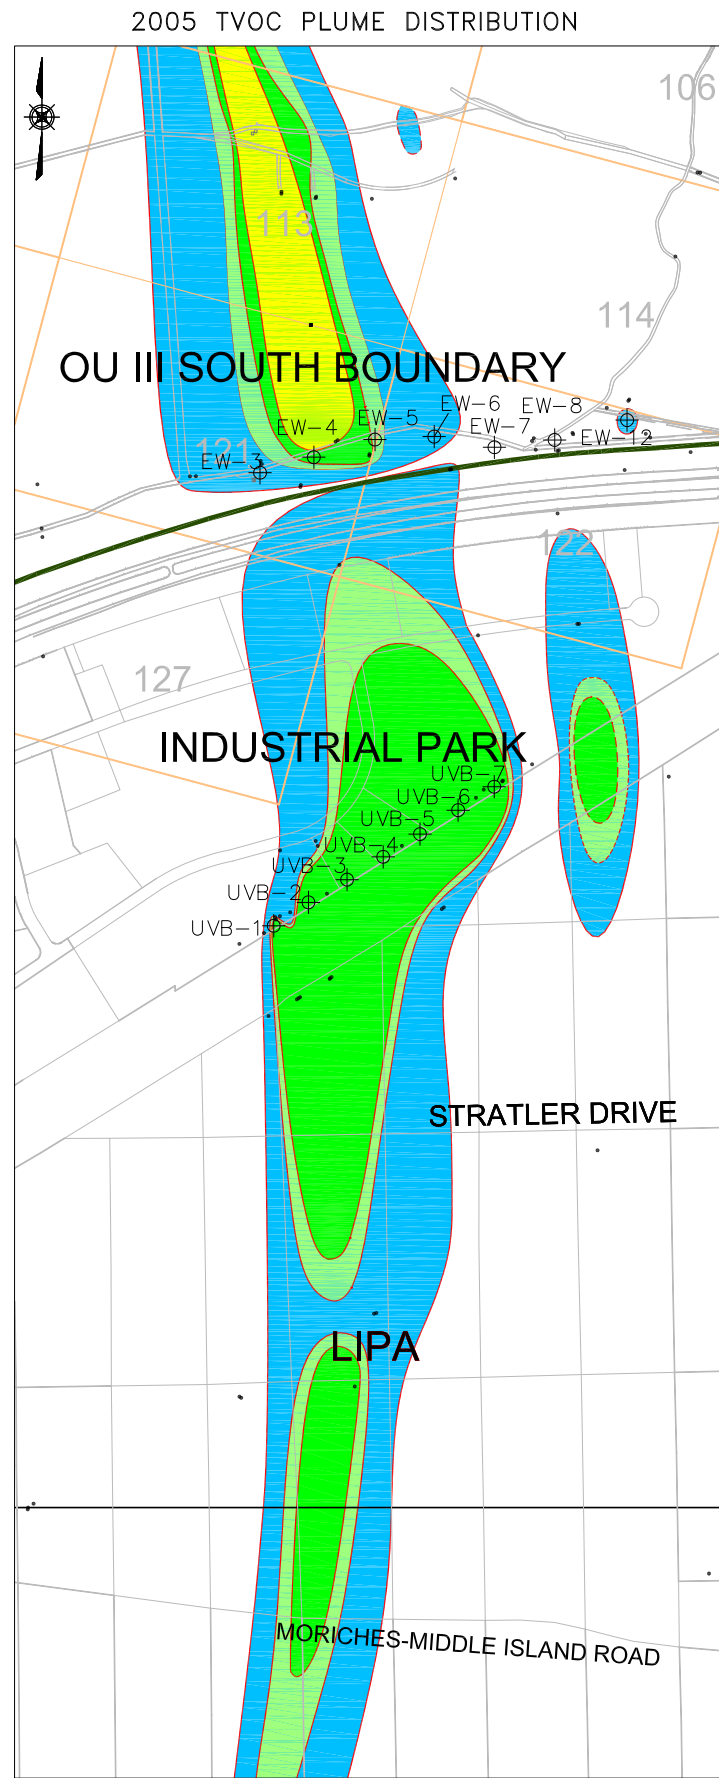 2005 TVOC PLUME DISTRIBUTION
106
113
114
OU III SOUTH BOUNDARY
EW-6
EW-5
EW-8
EW-4
EW-7
EW-12
121
EW-3
122
127
INDUSTRIAL PARK
UVB-7
UVB-6
UVB-5
UVB-4
UVB-3
UVB-2
UVB-1
STRATLER DRIVE
LIPA
MORICHES-MIDDLE ISLAND ROAD